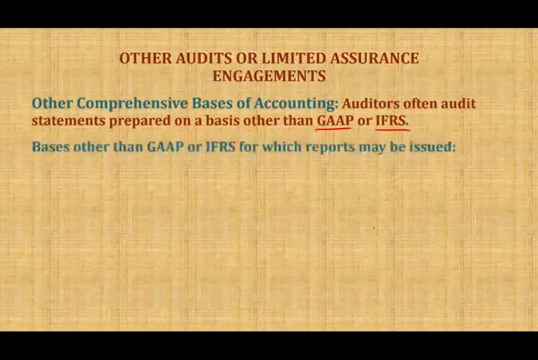 OTHER AUDITS OR LIMITED ASSURANCE
ENGAGEMENTS
Other Comprehensive Bases of Accounting: Auditors often audit
statements prepared on a basis other than GAAP or IFRS.
Bases other than GAAP or IFRS for which reports may be issued: